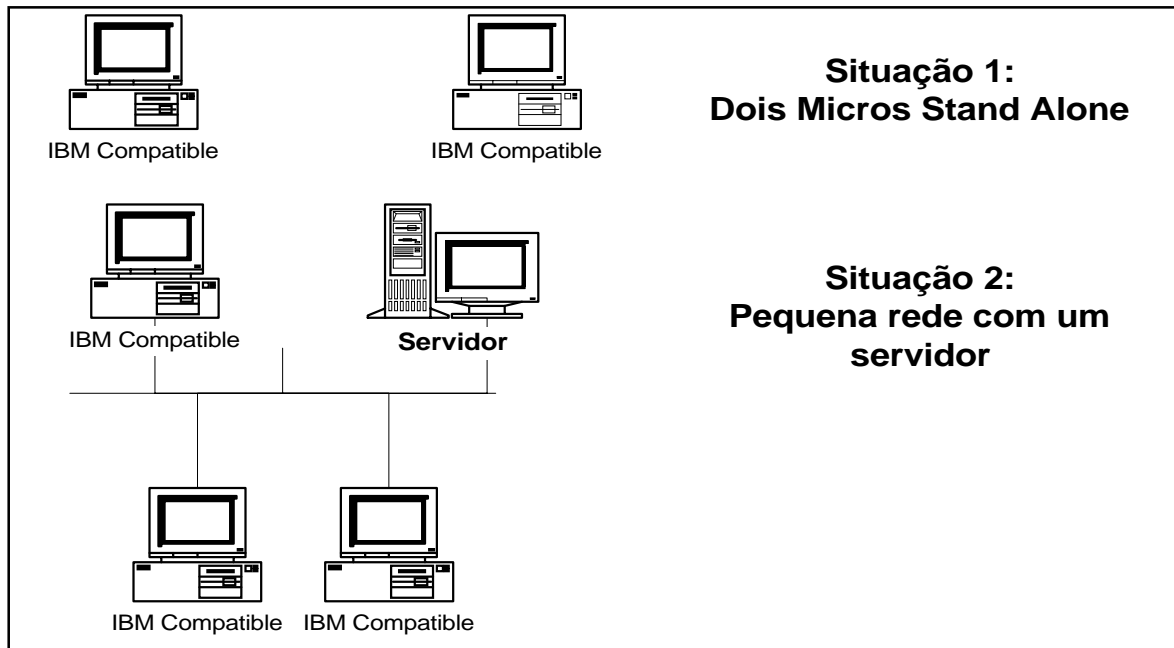 Situação 1:
Dois Micros Stand Alone
IBM Compatible
IBM Compatible
Situação 2:
Pequena rede com um
servidor
IBM Compatible
Servidor
IBM Compatible
IBM Compatible